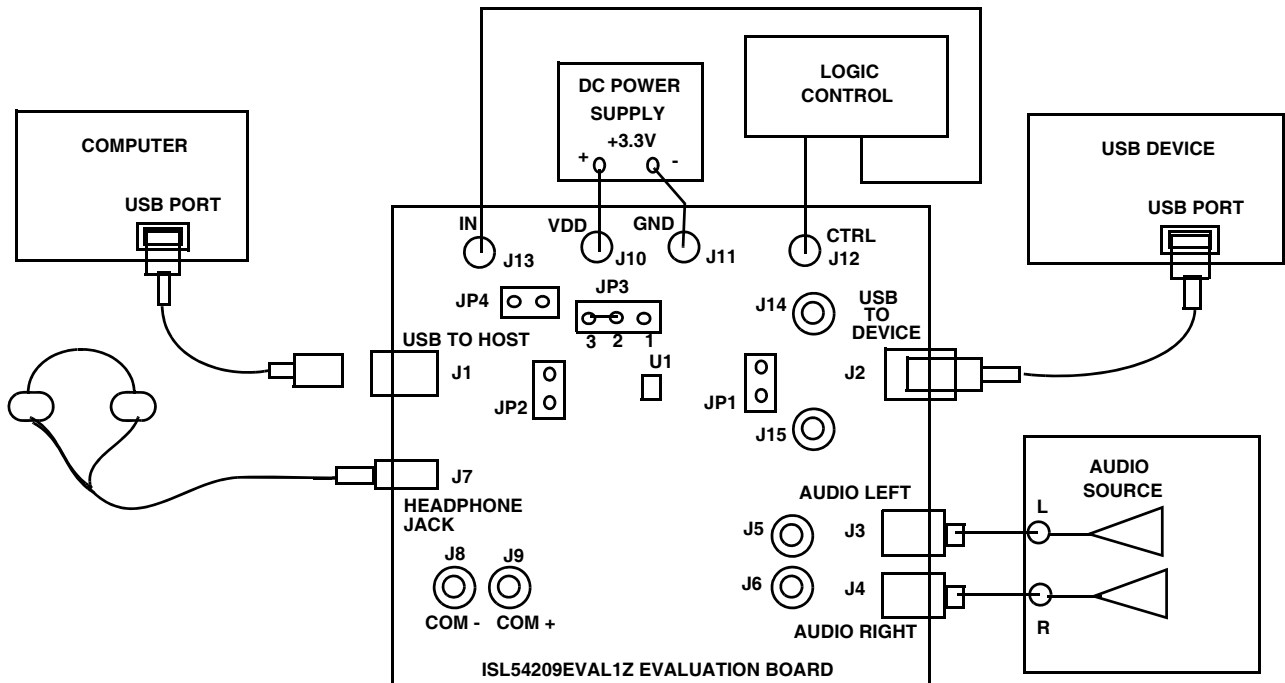 DC POWER
SUPPLY
+3.3V
+ -
LOGIC
CONTROL
COMPUTER
USB PORT
USB DEVICE
USB PORT
IN
J13
VDD
J10
GND
J11
CTRL
J12
JP4
JP3
3 2 1
J14
USB
TO
DEVICE
USB TO HOST
J1
JP2
U1
JP1
J2
J15
J7
HEADPHONE
JACK
J8 J9
COM - COM +
AUDIO LEFT
J5 J3
J6 J4
AUDIO RIGHT
AUDIO
SOURCE
L
R
ISL54209EVAL1Z EVALUATION BOARD